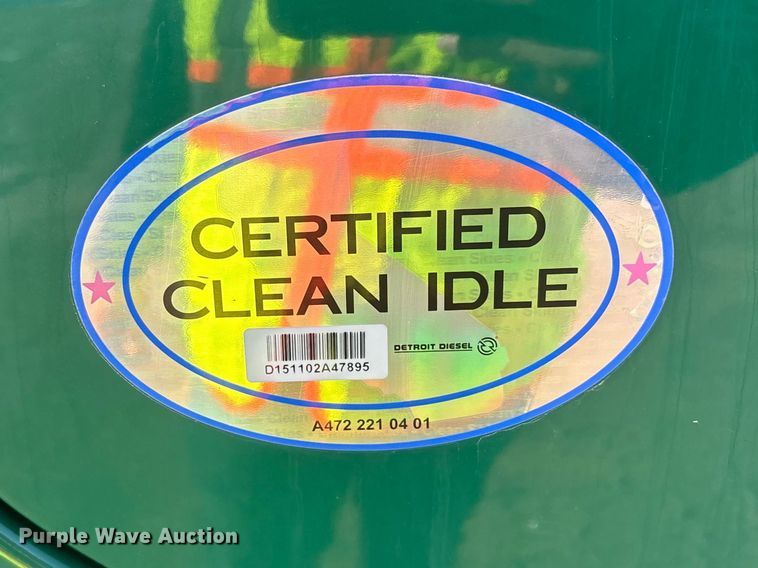 CERTIFIED
CLEAN IDLE
D151102A47895
DETROIT DIESEL
A472 221 04 01
Purple Wave Auction